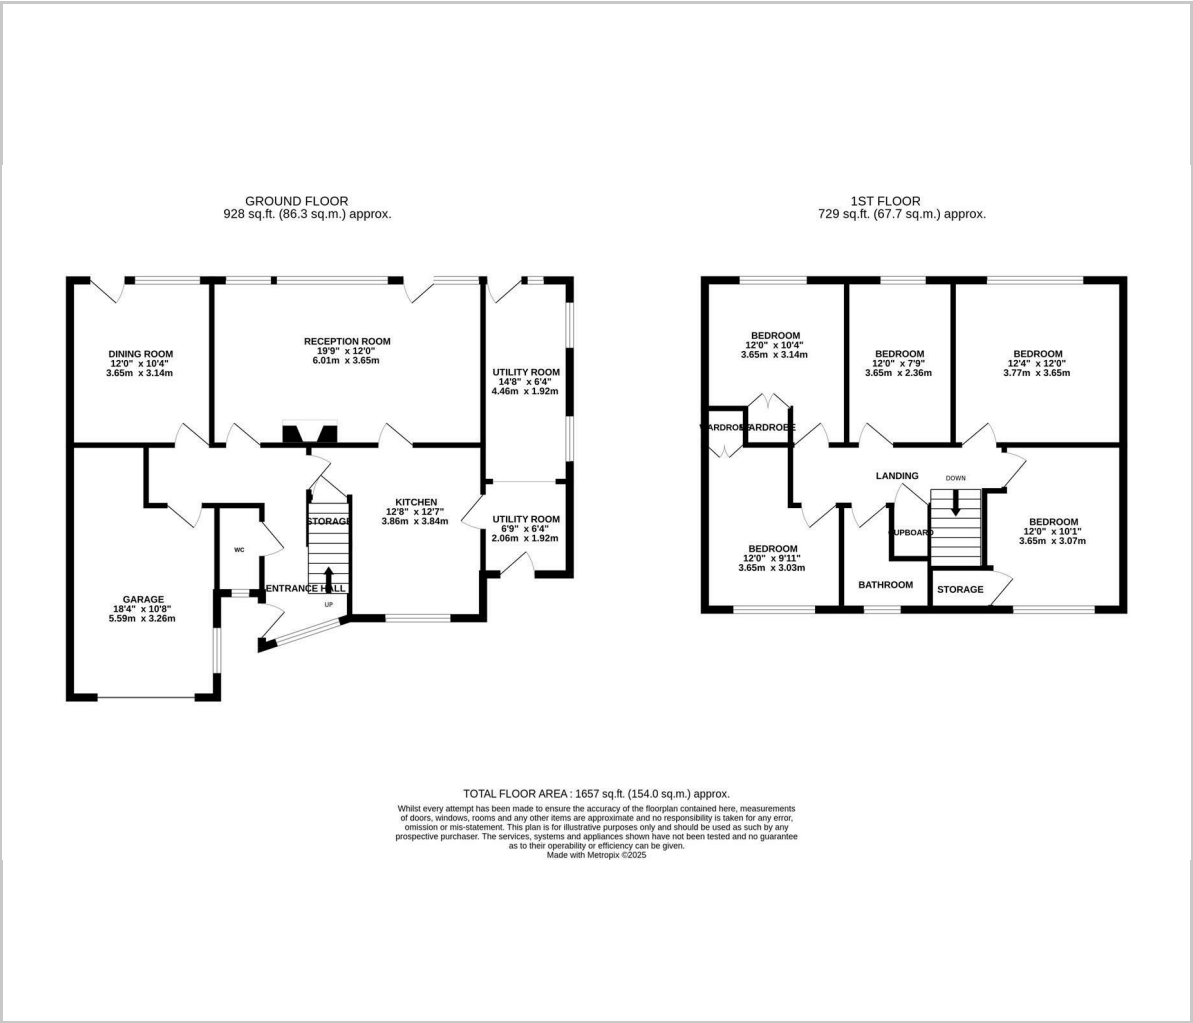 GROUND FLOOR
928 sq.ft. (86.3 sq.m.) approx.
1ST FLOOR
729 sq.ft. (67.7 sq.m.) approx.
DINING ROOM
12'0" x 10'4"
3.65m x 3.14m
RECEPTION ROOM
19'9" x 12'0"
6.01m x 3.65m
UTILITY ROOM
14'8" x 6'4"
4.46m x 1.92m
KITCHEN
12'8" x 12'7"
3.86m x 3.84m
STORAGE
UTILITY ROOM
6'9" x 6'4"
2.06m x 1.92m
WC
ENTRANCE HALL
UP
GARAGE
18'4" x 10'8"
5.59m x 3.26m
BEDROOM
12'0" x 10'4"
3.65m x 3.14m
BEDROOM
12'0" x 7'9"
3.65m x 2.36m
BEDROOM
12'4" x 12'0"
3.77m x 3.65m
WARDROBE
WARDROBE
LANDING
DOWN
CUPBOARD
BEDROOM
12'0" x 10'1"
3.65m x 3.07m
BEDROOM
12'0" x 9'11"
3.65m x 3.03m
BATHROOM
STORAGE
TOTAL FLOOR AREA : 1657 sq.ft. (154.0 sq.m.) approx.
Whilst every attempt has been made to ensure the accuracy of the floorplan contained here, measurements
of doors, windows, rooms and any other items are approximate and no responsibility is taken for any error,
omission or mis-statement. This plan is for illustrative purposes only and should be used as such by any
prospective purchaser. The services, systems and appliances shown have not been tested and no guarantee
as to their operability or efficiency can be given.
Made with Metropix ©2025